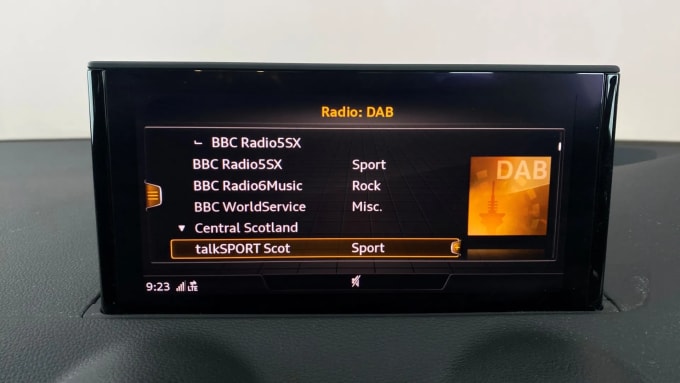 Radio: DAB
BBC Radio5SX
BBC Radio5SX Sport
BBC Radio6Music Rock
BBC WorldService Misc.
Central Scotland
talkSPORT Scot Sport
DAB
9:23 LTE